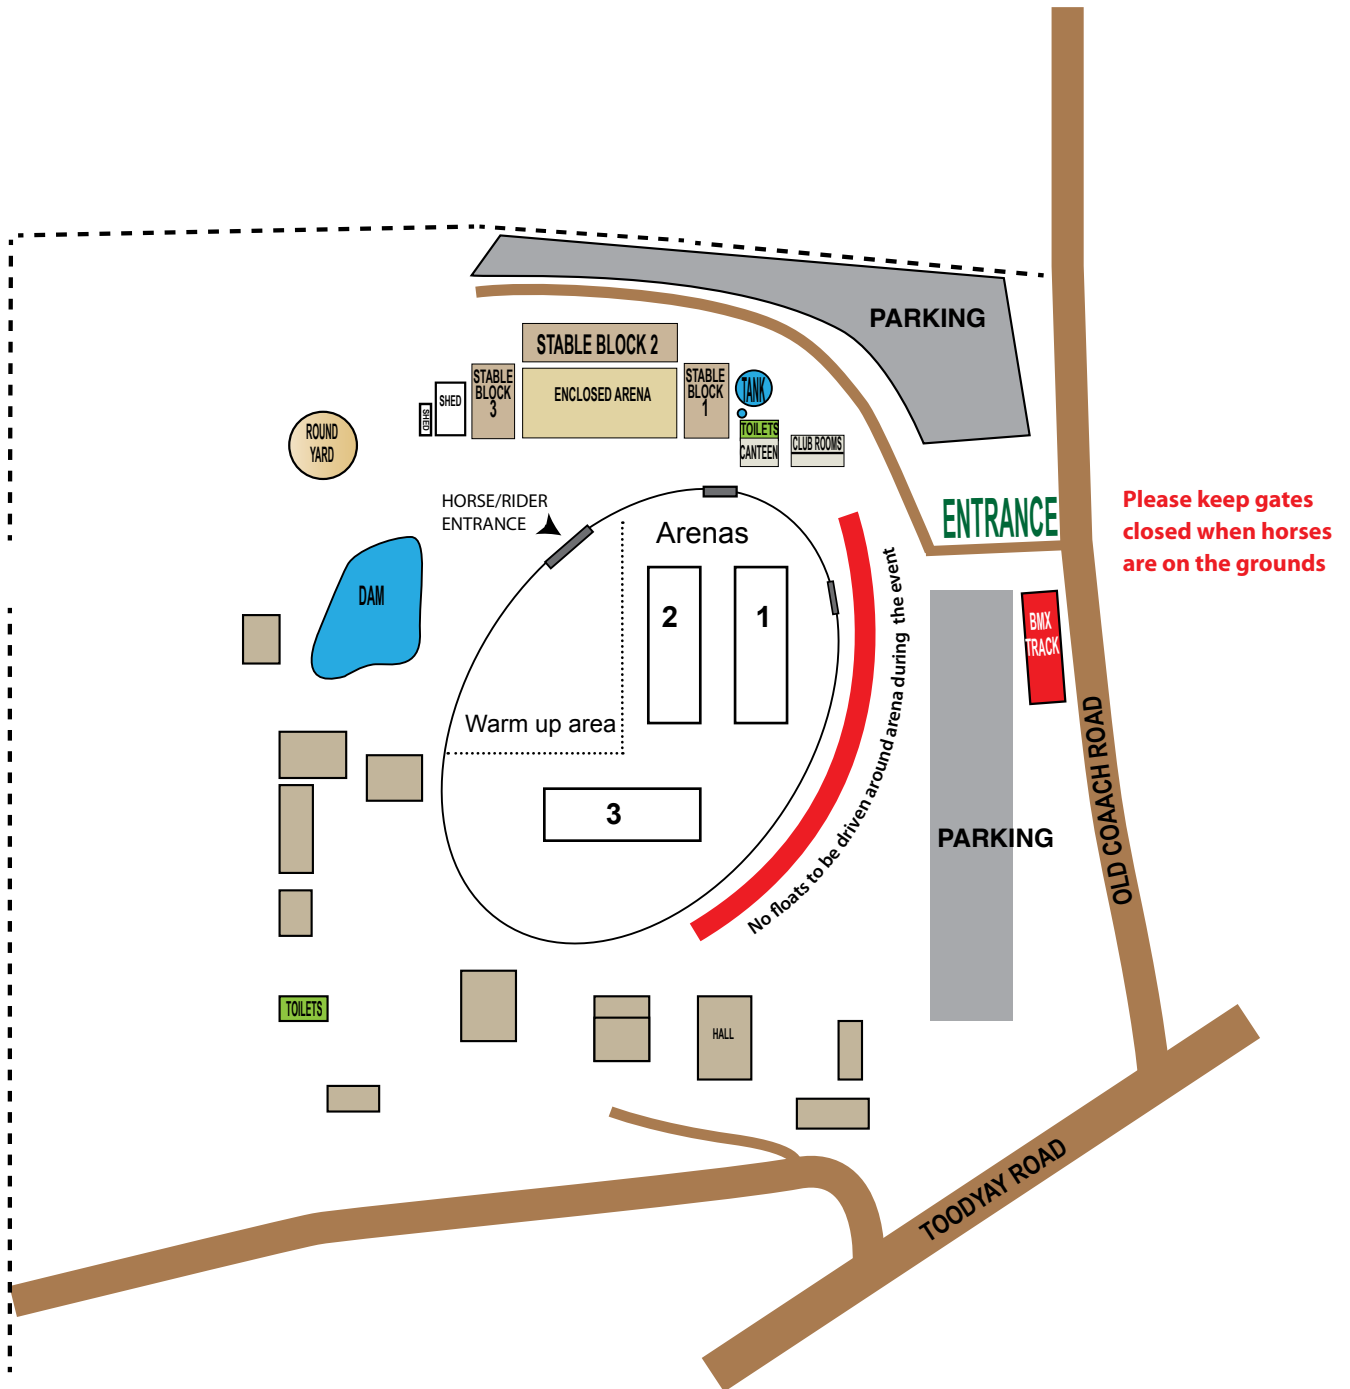 PARKING
STABLE BLOCK 2
STABLE
BLOCK
3
ENCLOSED ARENA
STABLE
BLOCK
1
TANK
SHED
SHED
TOILETS
CANTEEN
CLUB ROOMS
ROUND
YARD
HORSE/RIDER
ENTRANCE
ENTRANCE
Please keep gates
closed when horses
are on the grounds
Arenas
DAM
2
1
BMX
TRACK
No floats to be driven around arena during the event
Warm up area
3
PARKING
OLD COAACH ROAD
TOILETS
HALL
TOODYAY ROAD